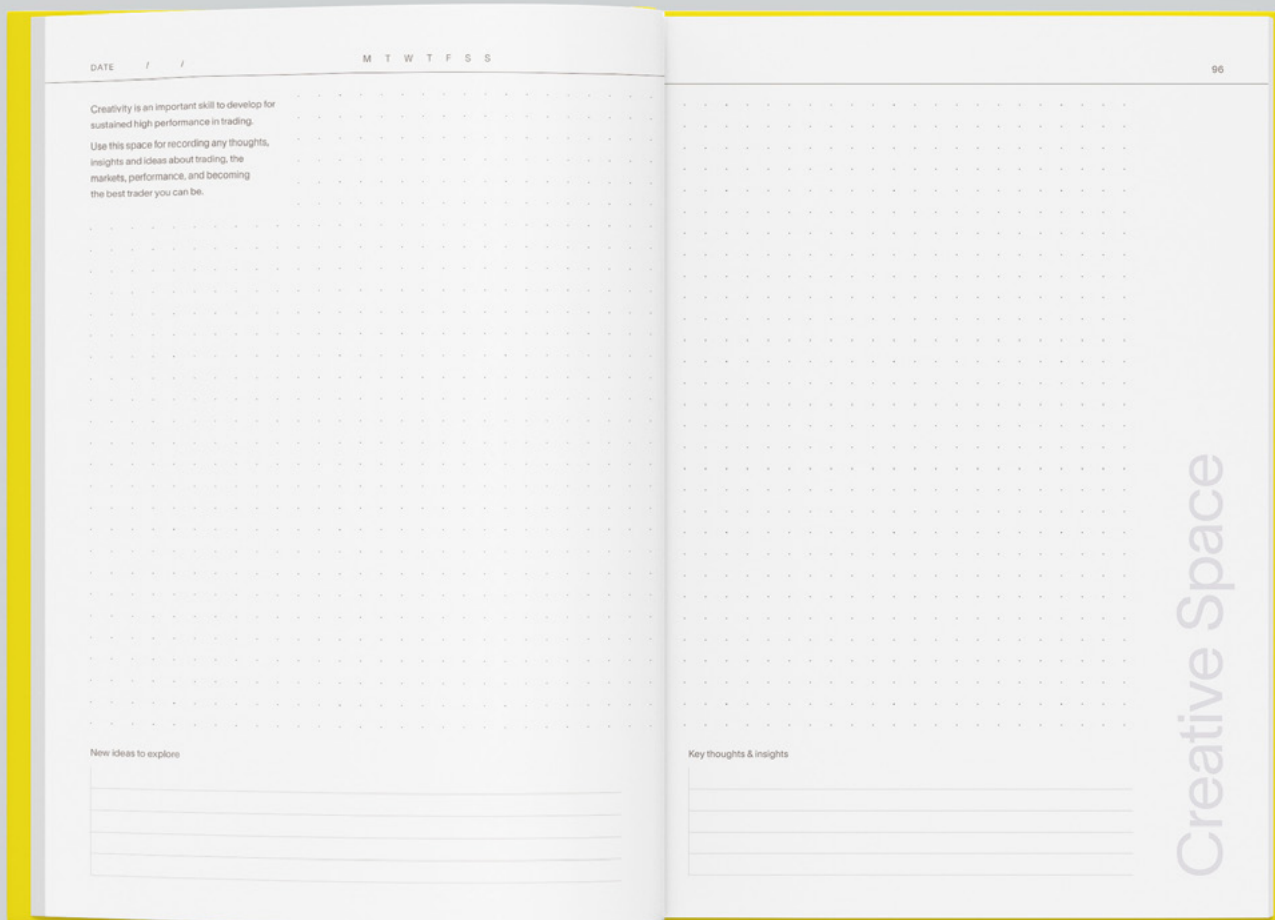 DATE / /
M T W T F S S
96
Creativity is an important skill to develop for
sustained high performance in trading.
Use this space for recording any thoughts,
insights and ideas about trading, the
markets, performance, and becoming
the best trader you can be.
New ideas to explore
Key thoughts & insights
Creative Space